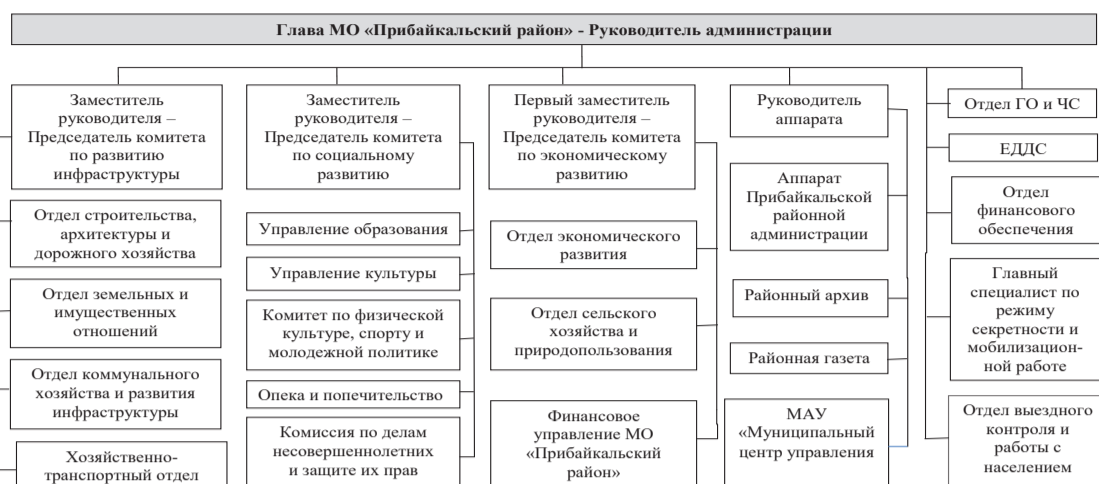 Глава МО «Прибайкальский район» - Руководитель администрации
Заместитель
руководителя –
Председатель комитета
по развитию
инфраструктуры
Отдел строительства,
архитектуры и
дорожного хозяйства
Отдел земельных и
имущественных
отношений
Отдел коммунального
хозяйства и развития
инфраструктуры
Хозяйственно-
транспортный отдел
Заместитель
руководителя –
Председатель комитета
по социальному
развитию
Управление образования
Управление культуры
Комитет по физической
культуре, спорту и
молодежной политике
Опека и попечительство
Комиссия по делам
несовершеннолетних
и защите их прав
Первый заместитель
руководителя –
Председатель комитета
по экономическому
развитию
Отдел экономического
развития
Отдел сельского
хозяйства и
природопользования
Финансовое
управление МО
«Прибайкальский
район»
Руководитель
аппарата
Аппарат
Прибайкальской
районной
администрации
Районный архив
Районная газета
МАУ
«Муниципальный
центр управления
Отдел ГО и ЧС
ЕДДС
Отдел
финансового
обеспечения
Главный
специалист по
режиму
секретности и
мобилизацион-
ной работе
Отдел выездного
контроля и
работы с
населением